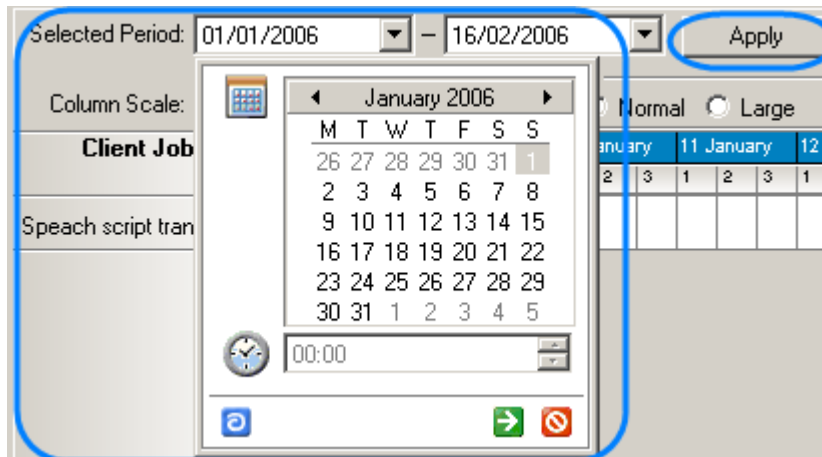 Selected Period: 01/01/2006 – 16/02/2006 Apply
Column Scale: Normal Large
January 2006
M T W T F S S
26 27 28 29 30 31 1
2 3 4 5 6 7 8
9 10 11 12 13 14 15
16 17 18 19 20 21 22
23 24 25 26 27 28 29
30 31 1 2 3 4 5
00:00
Client Job
anuary 11 January 12
2 3 1 2 3 1
Speach script tran